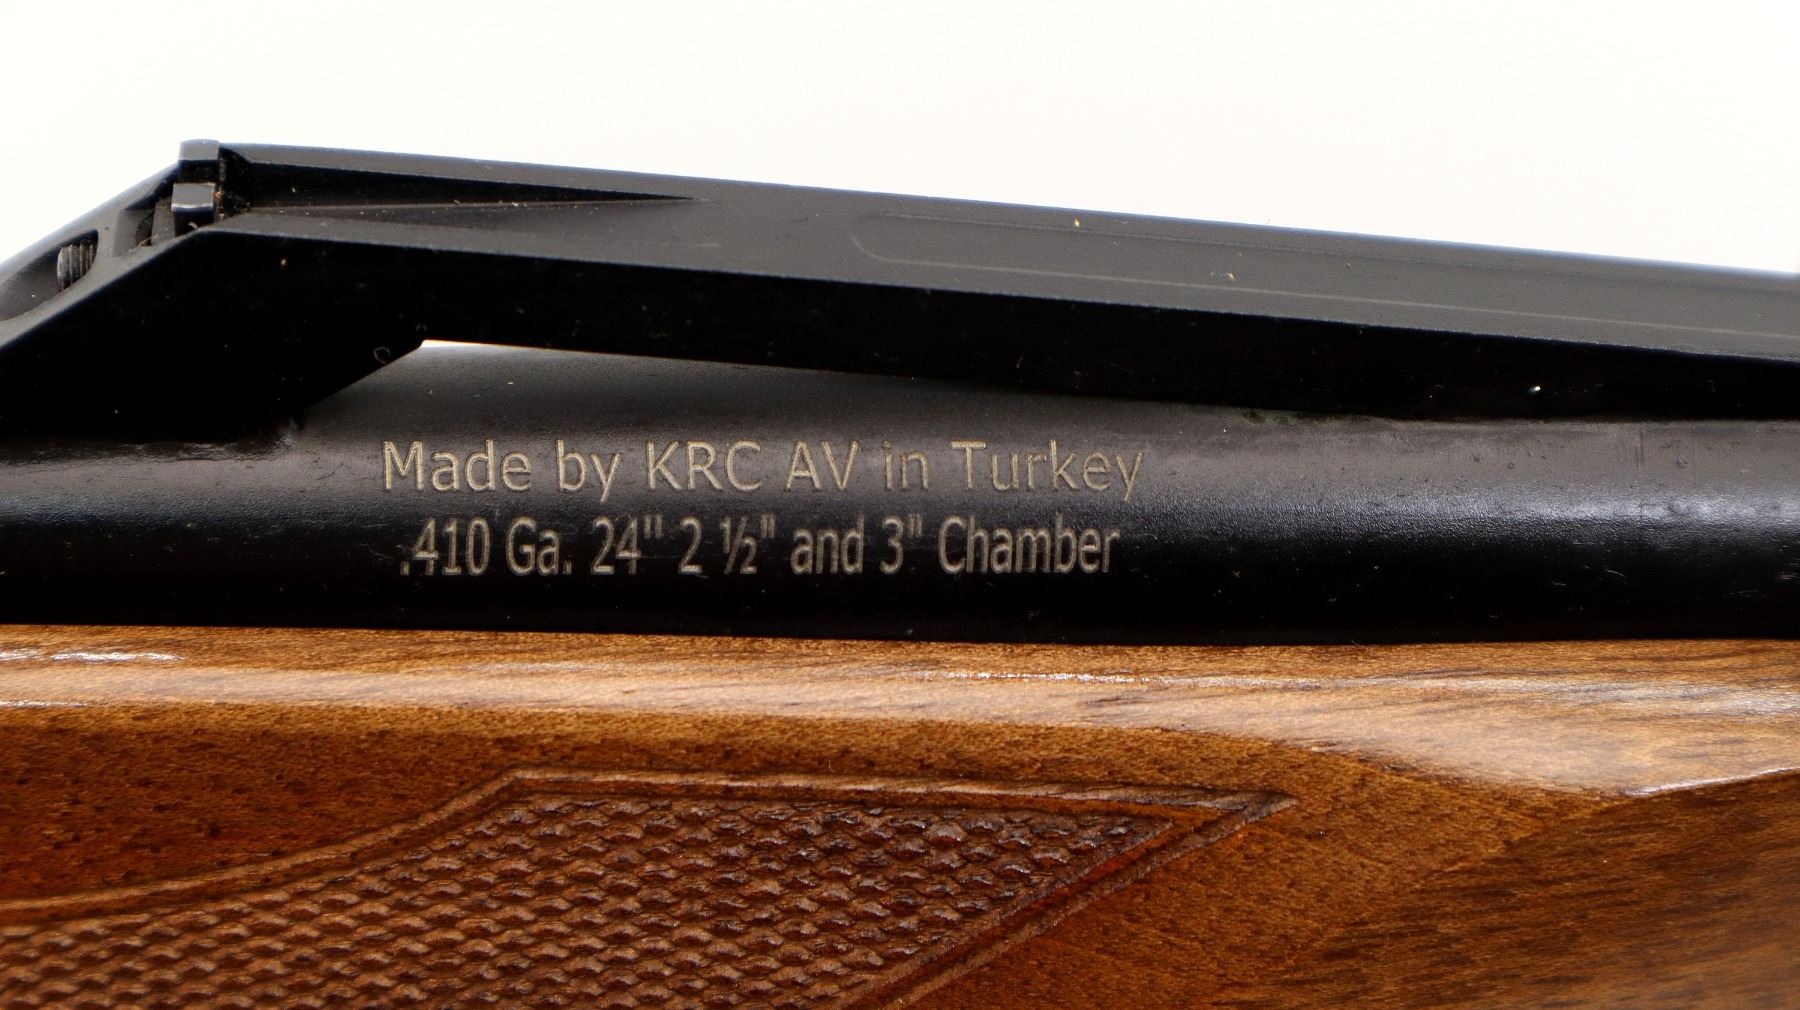 Made by KRC AV in Turkey
.410 Ga. 24" 2 ½" and 3" Chamber